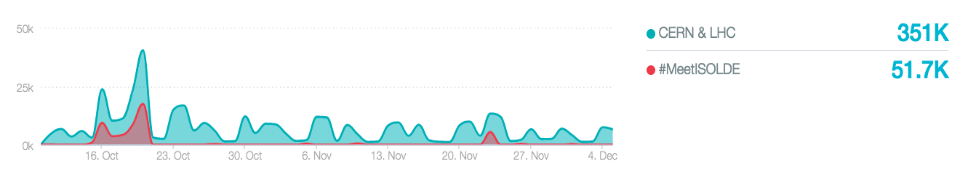 50k
25k
0k
16. Oct 23. Oct 30. Oct 6. Nov 13. Nov 20. Nov 27. Nov 4. Dec
CERN & LHC 351K
#MeetISOLDE 51.7K